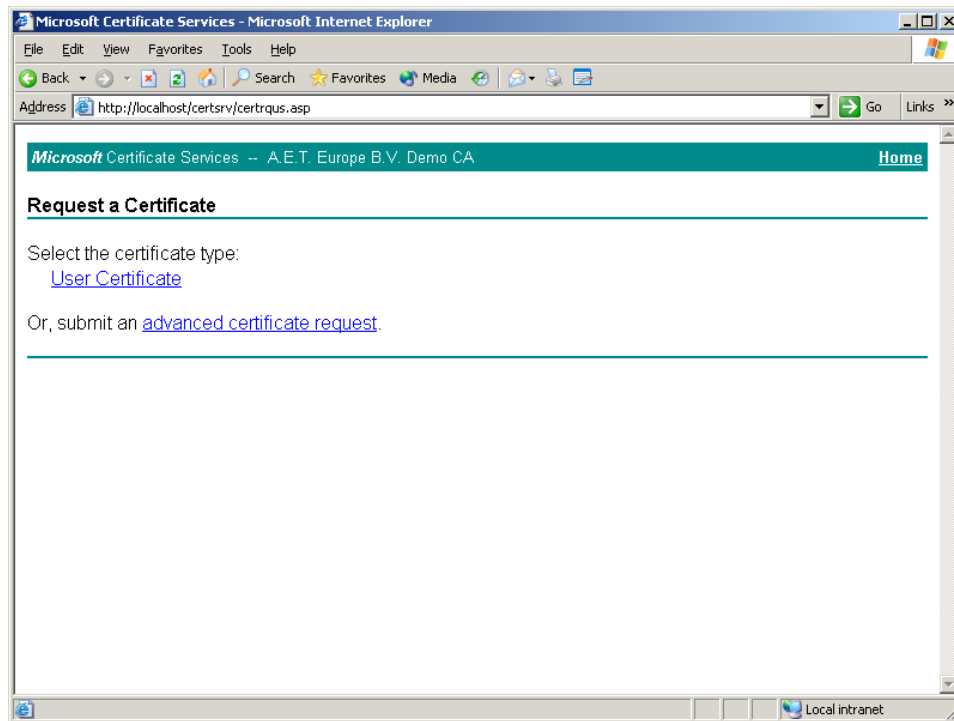 Microsoft Certificate Services - Microsoft Internet Explorer
File Edit View Favorites Tools Help
Back Search Favorites Media
Address http://localhost/certsrv/certrqus.asp Go Links »
Microsoft Certificate Services -- A.E.T. Europe B.V. Demo CA Home
Request a Certificate
Select the certificate type:
User Certificate
Or, submit an advanced certificate request.
Local intranet